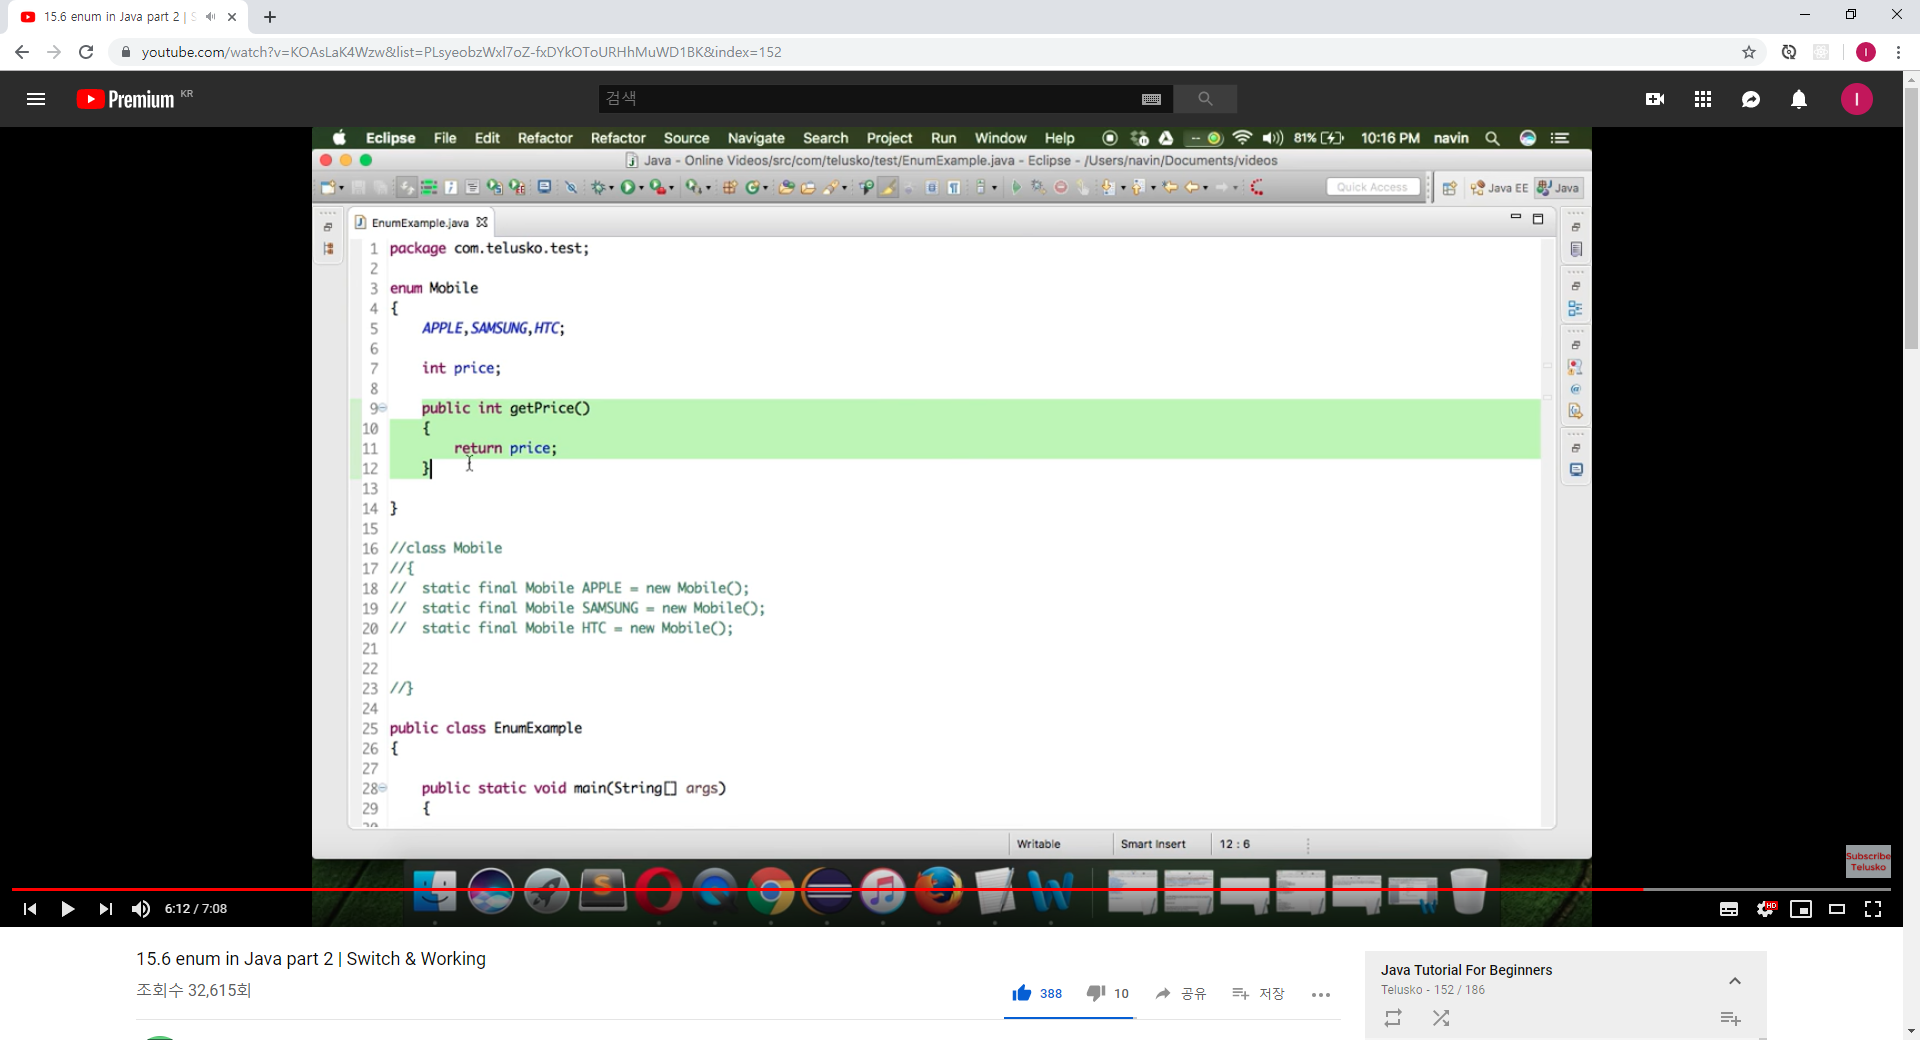 15.6 enum in Java part 2 | S
youtube.com/watch?v=KOAsLaK4Wzw&list=PLsyeobzWxl7oZ-fxDYkOToURHhMuWD1BK&index=152
I
Premium KR
검색
I
Eclipse File Edit Refactor Refactor Source Navigate Search Project Run Window Help -- 81% 10:16 PM navin
Java - Online Videos/src/com/telusko/test/EnumExample.java - Eclipse - /Users/navin/Documents/videos
Quick Access Java EE Java
EnumExample.java
1 package com.telusko.test;
2
3 enum Mobile
4 {
5 APPLE,SAMSUNG,HTC;
6
7 int price;
8
9 public int getPrice()
10 {
11 return price;
12 }
13
14 }
15
16 //class Mobile
17 //{
18 // static final Mobile APPLE = new Mobile();
19 // static final Mobile SAMSUNG = new Mobile();
20 // static final Mobile HTC = new Mobile();
21
22
23 //}
24
25 public class EnumExample
26 {
27
28 public static void main(String[] args)
29 {
Writable Smart Insert 12 : 6
Subscribe
Telusko
6:12 / 7:08
HD
15.6 enum in Java part 2 | Switch & Working
조회수 32,615회
388 10 공유 저장
Java Tutorial For Beginners
Telusko - 152 / 186